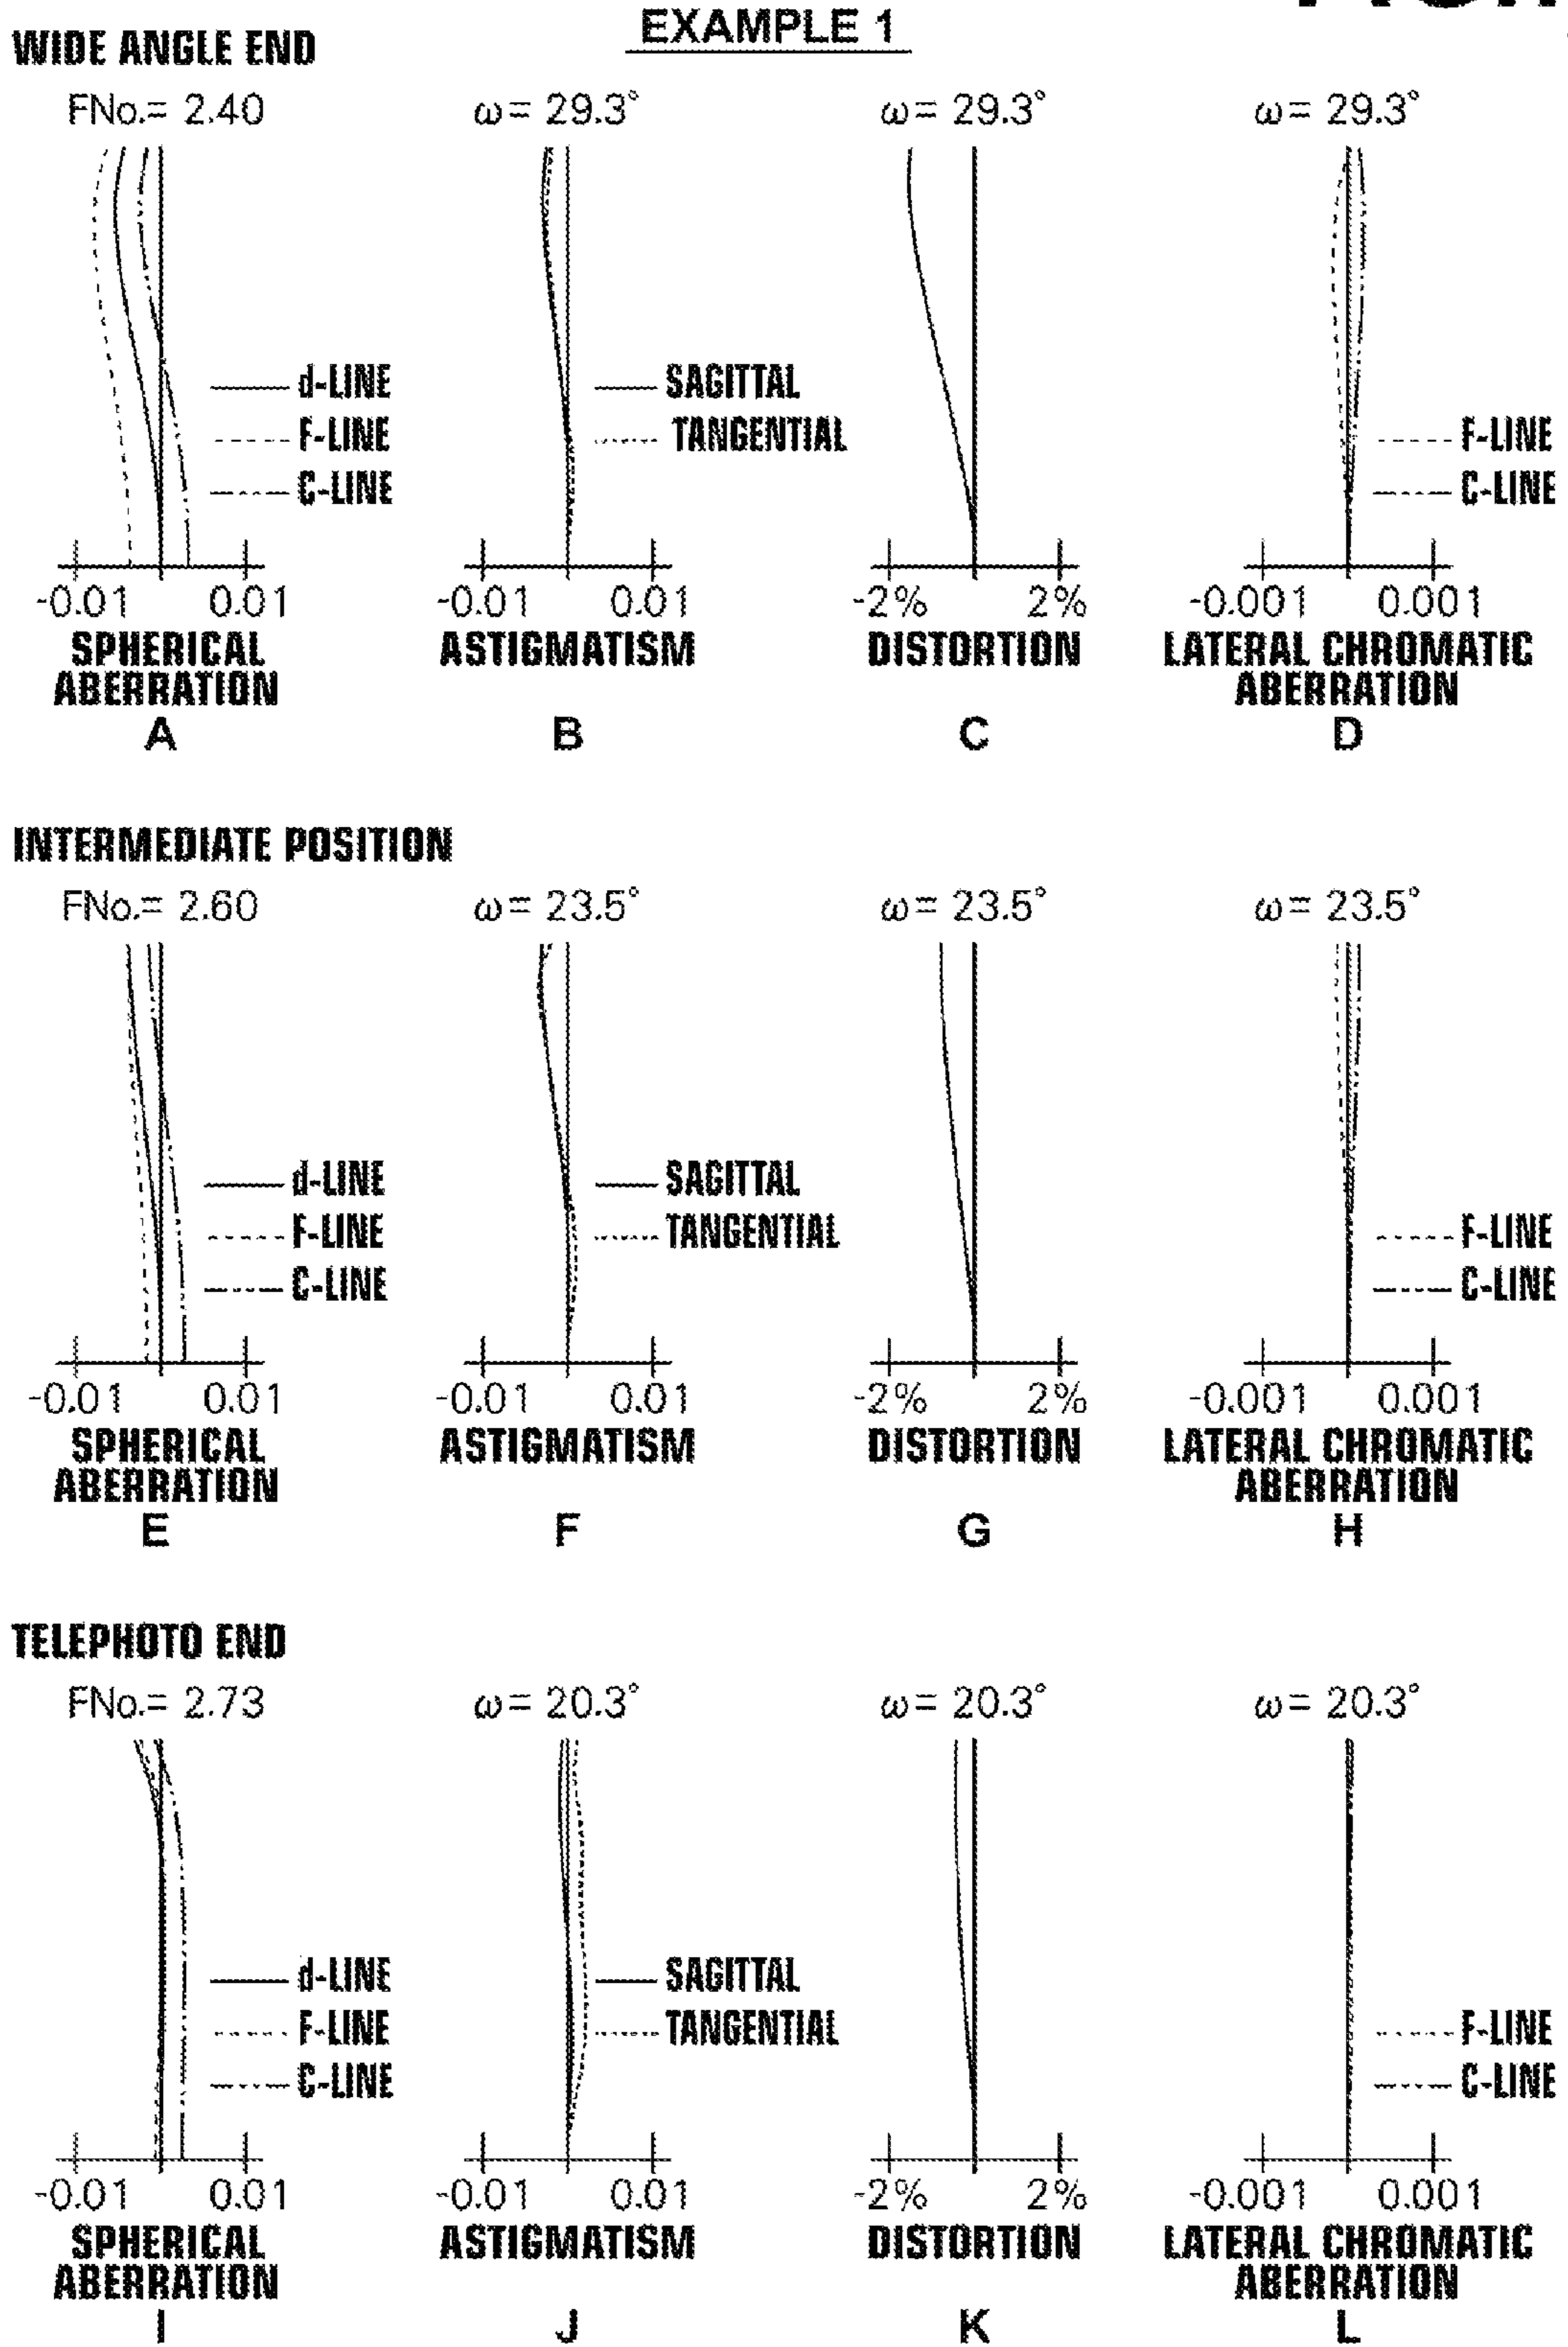 EXAMPLE 1
WIDE ANGLE END
FNo.= 2.40
ω= 29.3°
ω= 29.3°
ω= 29.3°
d-LINE
F-LINE
C-LINE
SAGITTAL
TANGENTIAL
F-LINE
C-LINE
-0.01 0.01
-0.01 0.01
-2% 2%
-0.001 0.001
SPHERICAL
ABERRATION
ASTIGMATISM
DISTORTION
LATERAL CHROMATIC
ABERRATION
A
B
C
D
INTERMEDIATE POSITION
FNo.= 2.60
ω= 23.5°
ω= 23.5°
ω= 23.5°
d-LINE
F-LINE
C-LINE
SAGITTAL
TANGENTIAL
F-LINE
C-LINE
-0.01 0.01
-0.01 0.01
-2% 2%
-0.001 0.001
SPHERICAL
ABERRATION
ASTIGMATISM
DISTORTION
LATERAL CHROMATIC
ABERRATION
E
F
G
H
TELEPHOTO END
FNo.= 2.73
ω= 20.3°
ω= 20.3°
ω= 20.3°
d-LINE
F-LINE
C-LINE
SAGITTAL
TANGENTIAL
F-LINE
C-LINE
-0.01 0.01
-0.01 0.01
-2% 2%
-0.001 0.001
SPHERICAL
ABERRATION
ASTIGMATISM
DISTORTION
LATERAL CHROMATIC
ABERRATION
I
J
K
L